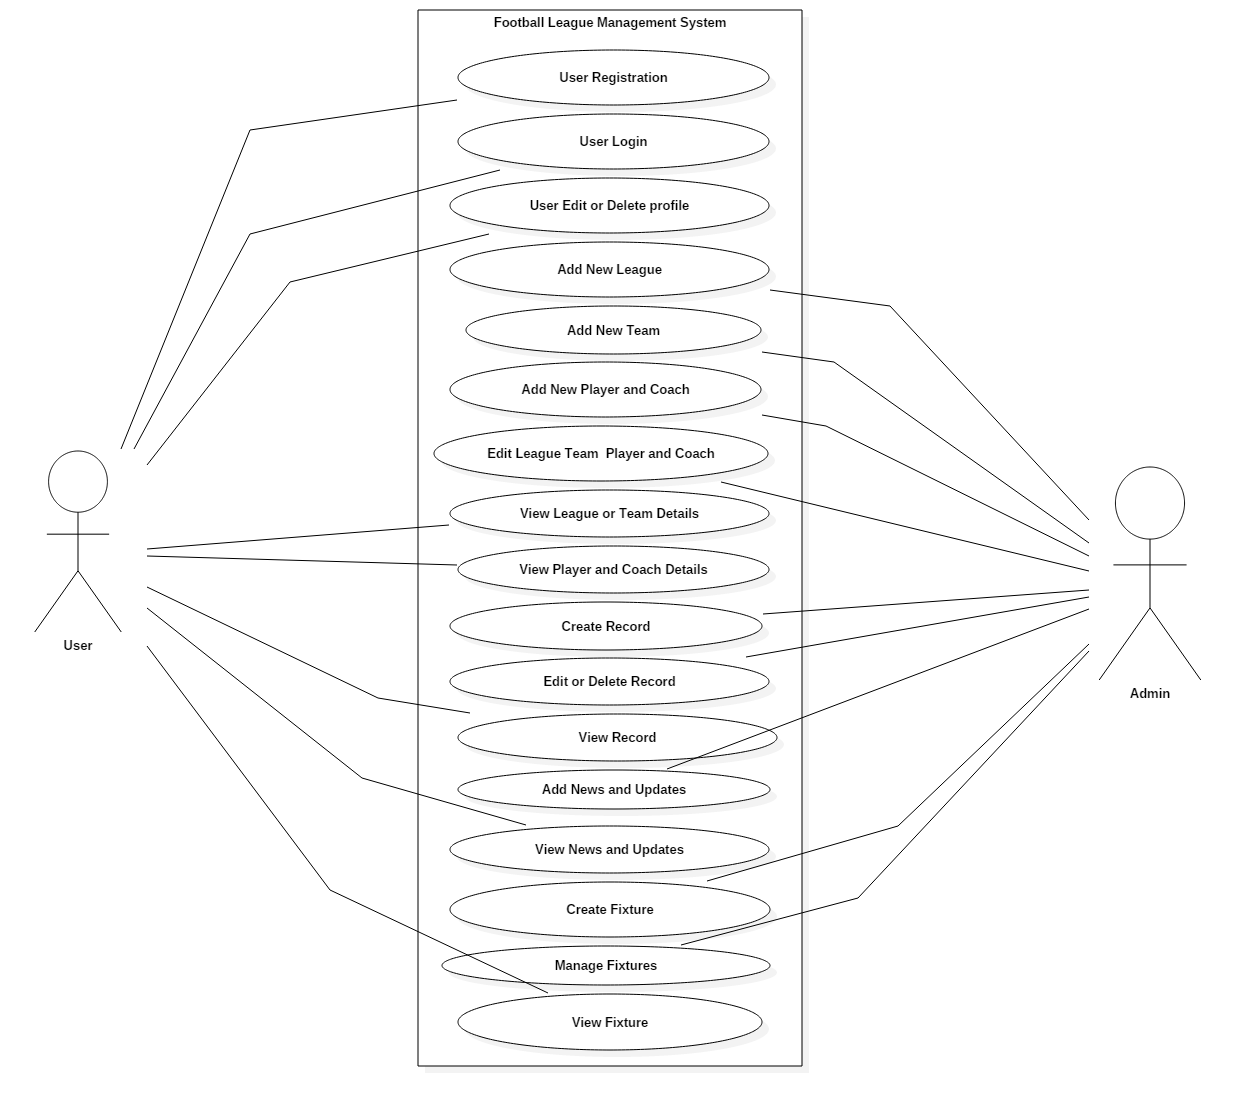 Football League Management System
User Registration
User Login
User Edit or Delete profile
Add New League
Add New Team
Add New Player and Coach
Edit League Team  Player and Coach
View League or Team Details
View Player and Coach Details
Create Record
Edit or Delete Record
View Record
Add News and Updates
View News and Updates
Create Fixture
Manage Fixtures
View Fixture
User
Admin